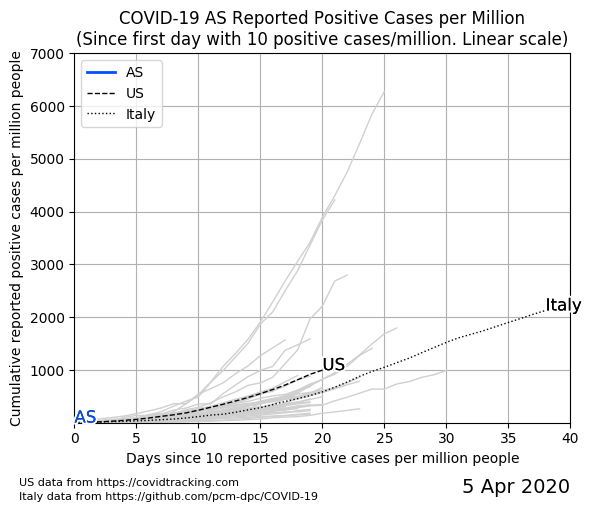 COVID-19 AS Reported Positive Cases per Million
(Since first day with 10 positive cases/million. Linear scale)
Cumulative reported positive cases per million people
7000
6000
5000
4000
3000
2000
1000
AS
US
Italy
Italy
US
AS
0 5 10 15 20 25 30 35 40
Days since 10 reported positive cases per million people
US data from https://covidtracking.com
Italy data from https://github.com/pcm-dpc/COVID-19
5 Apr 2020